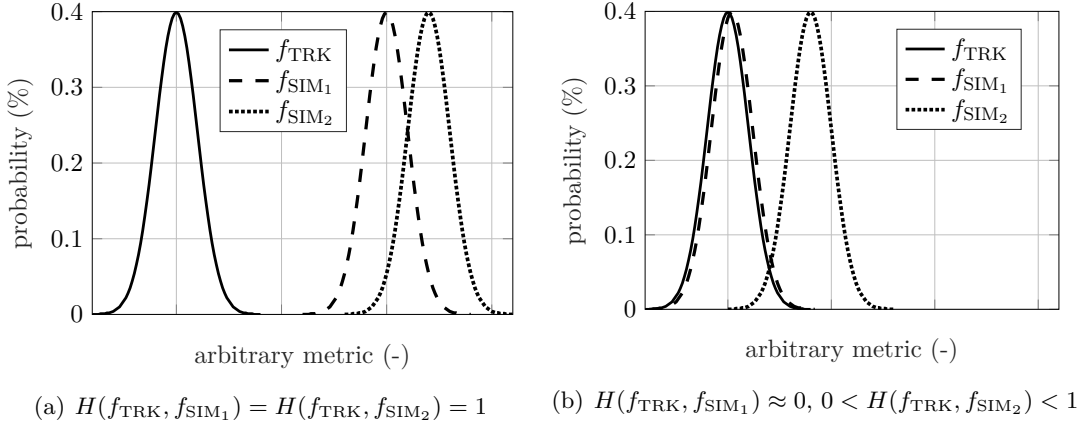 0.4
0.3
0.2
0.1
0
probability (%)
f_TRK
f_SIM₁
f_SIM₂
arbitrary metric (-)
(a) H(f_TRK, f_SIM₁) = H(f_TRK, f_SIM₂) = 1
0.4
0.3
0.2
0.1
0
probability (%)
f_TRK
f_SIM₁
f_SIM₂
arbitrary metric (-)
(b) H(f_TRK, f_SIM₁) ≈ 0, 0 < H(f_TRK, f_SIM₂) < 1